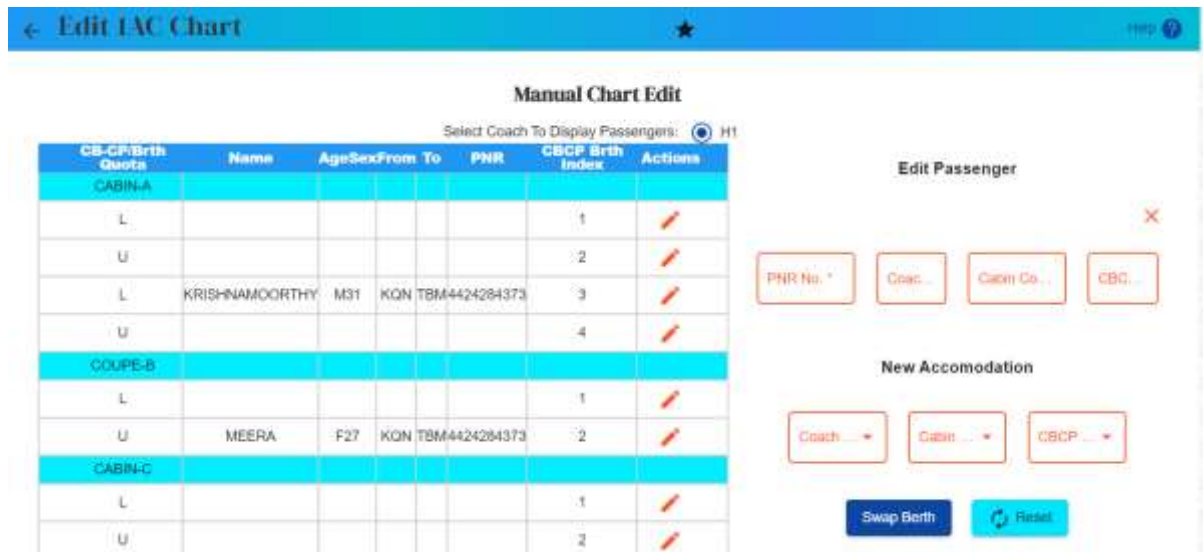 Edit 1AC Chart
Help
Manual Chart Edit
Select Coach To Display Passengers: H1
CB-CP/Brth Quota Name AgeSex From To PNR CBCP Brth Index Actions
CABIN-A
L 1
U 2
L KRISHNAMOORTHY M31 KQN TBM 4424284373 3
U 4
COUPE-B
L 1
U MEERA F27 KQN TBM 4424284373 2
CABIN-C
L 1
U 2
Edit Passenger
PNR No. * Coac... Cabin Co... CBC...
New Accomodation
Coach ... Cabin ... CBCP ...
Swap Berth Reset